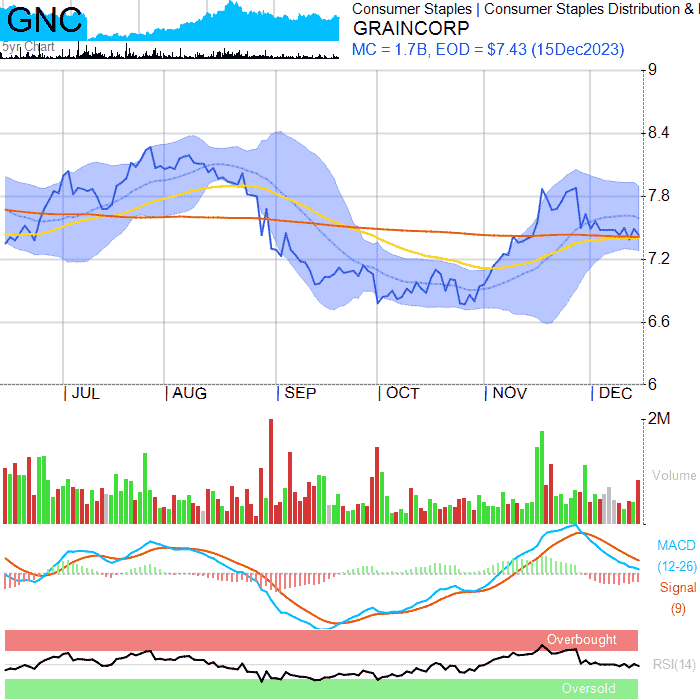 GNC
5yr Chart
Consumer Staples | Consumer Staples Distribution &
GRAINCORP
MC = 1.7B, EOD = $7.43 (15Dec2023)
9
8.4
7.8
7.2
6.6
6
JUL AUG SEP OCT NOV DEC
2M
Volume
MACD
(12-26)
Signal
(9)
Overbought
RSI(14)
Oversold